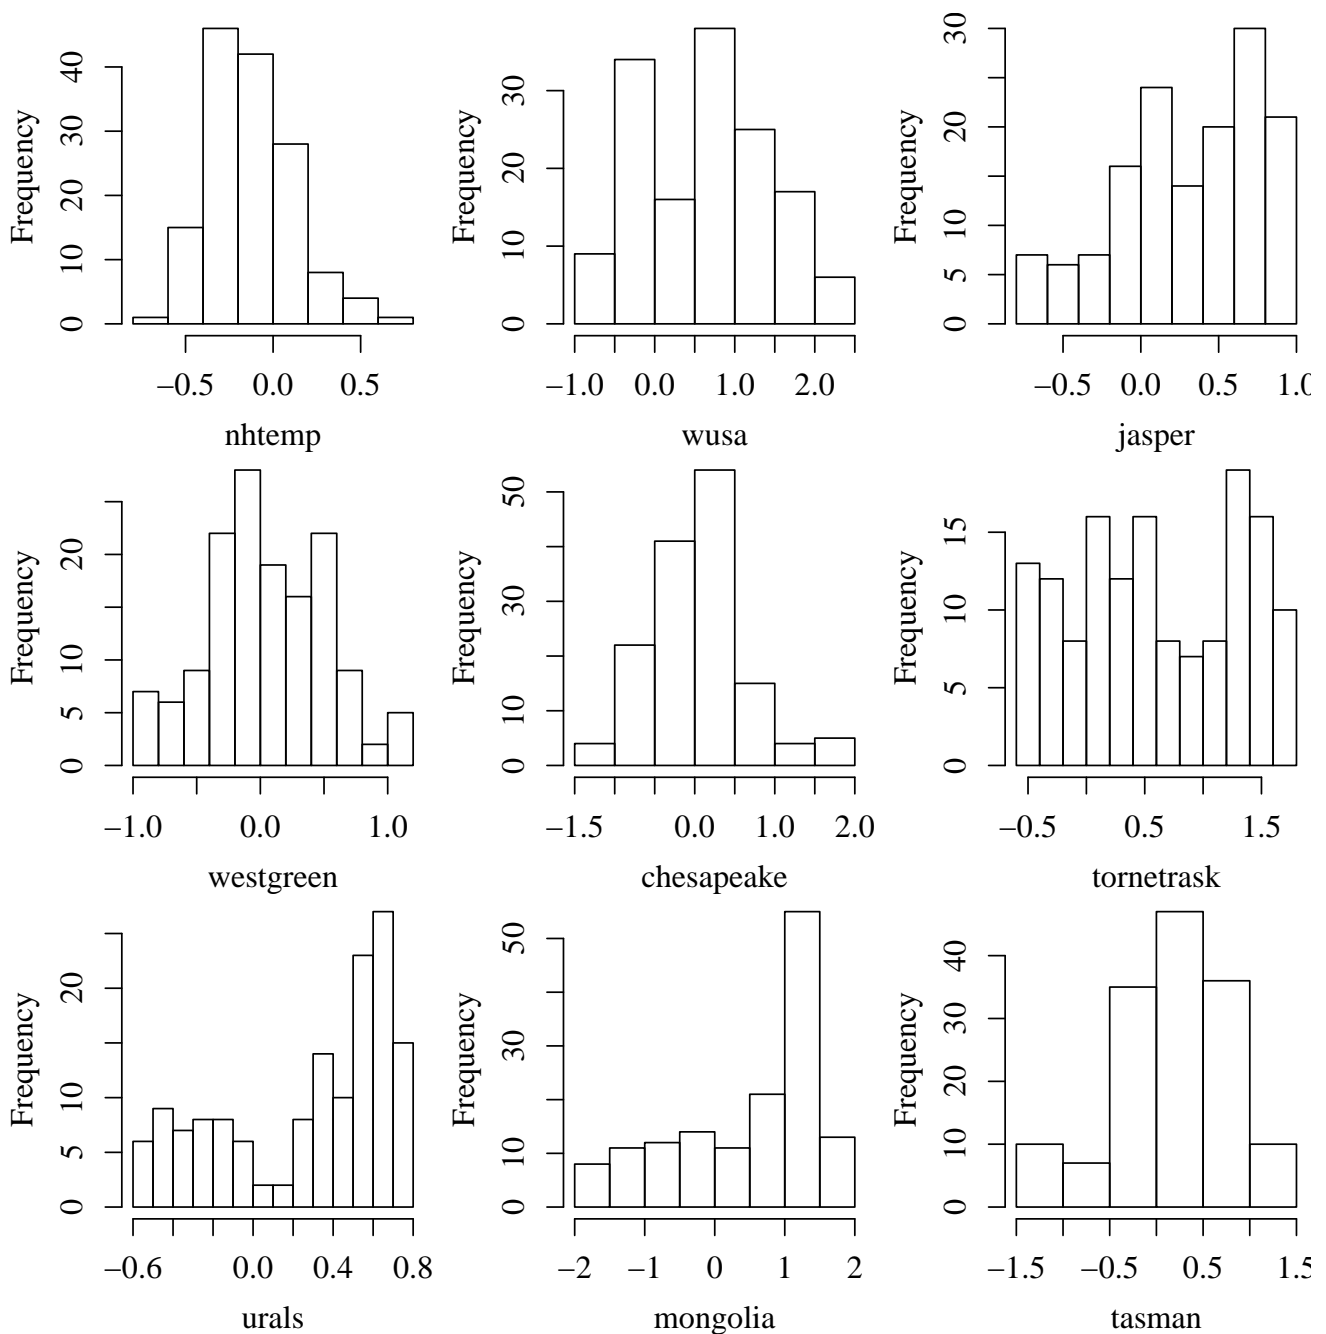 Frequency
0 10 20 30 40
−0.5 0.0 0.5
nhtemp
Frequency
0 10 20 30
−1.0 0.0 1.0 2.0
wusa
Frequency
0 5 10 20 30
−0.5 0.0 0.5 1.0
jasper
Frequency
0 5 10 20
−1.0 0.0 1.0
westgreen
Frequency
0 10 30 50
−1.5 0.0 1.0 2.0
chesapeake
Frequency
0 5 10 15
−0.5 0.5 1.5
tornetrask
Frequency
0 5 10 20
−0.6 0.0 0.4 0.8
urals
Frequency
0 10 30 50
−2 −1 0 1 2
mongolia
Frequency
0 10 20 30 40
−1.5 −0.5 0.5 1.5
tasman